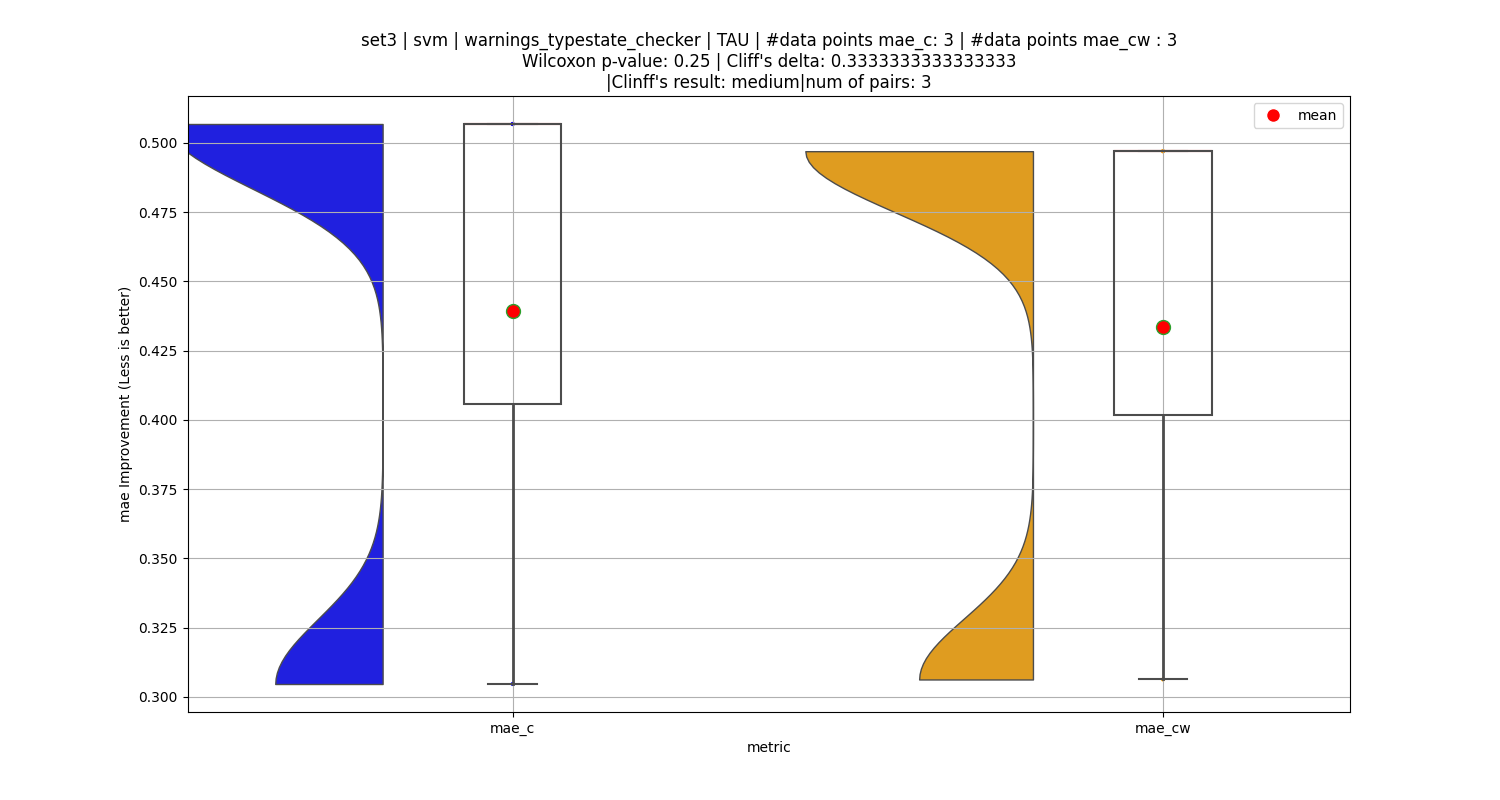 set3 | svm | warnings_typestate_checker | TAU | #data points mae_c: 3 | #data points mae_cw : 3
Wilcoxon p-value: 0.25 | Cliff's delta: 0.3333333333333333
|Clinff's result: medium|num of pairs: 3
mean
mae Improvement (Less is better)
0.500
0.475
0.450
0.425
0.400
0.375
0.350
0.325
0.300
mae_c
mae_cw
metric